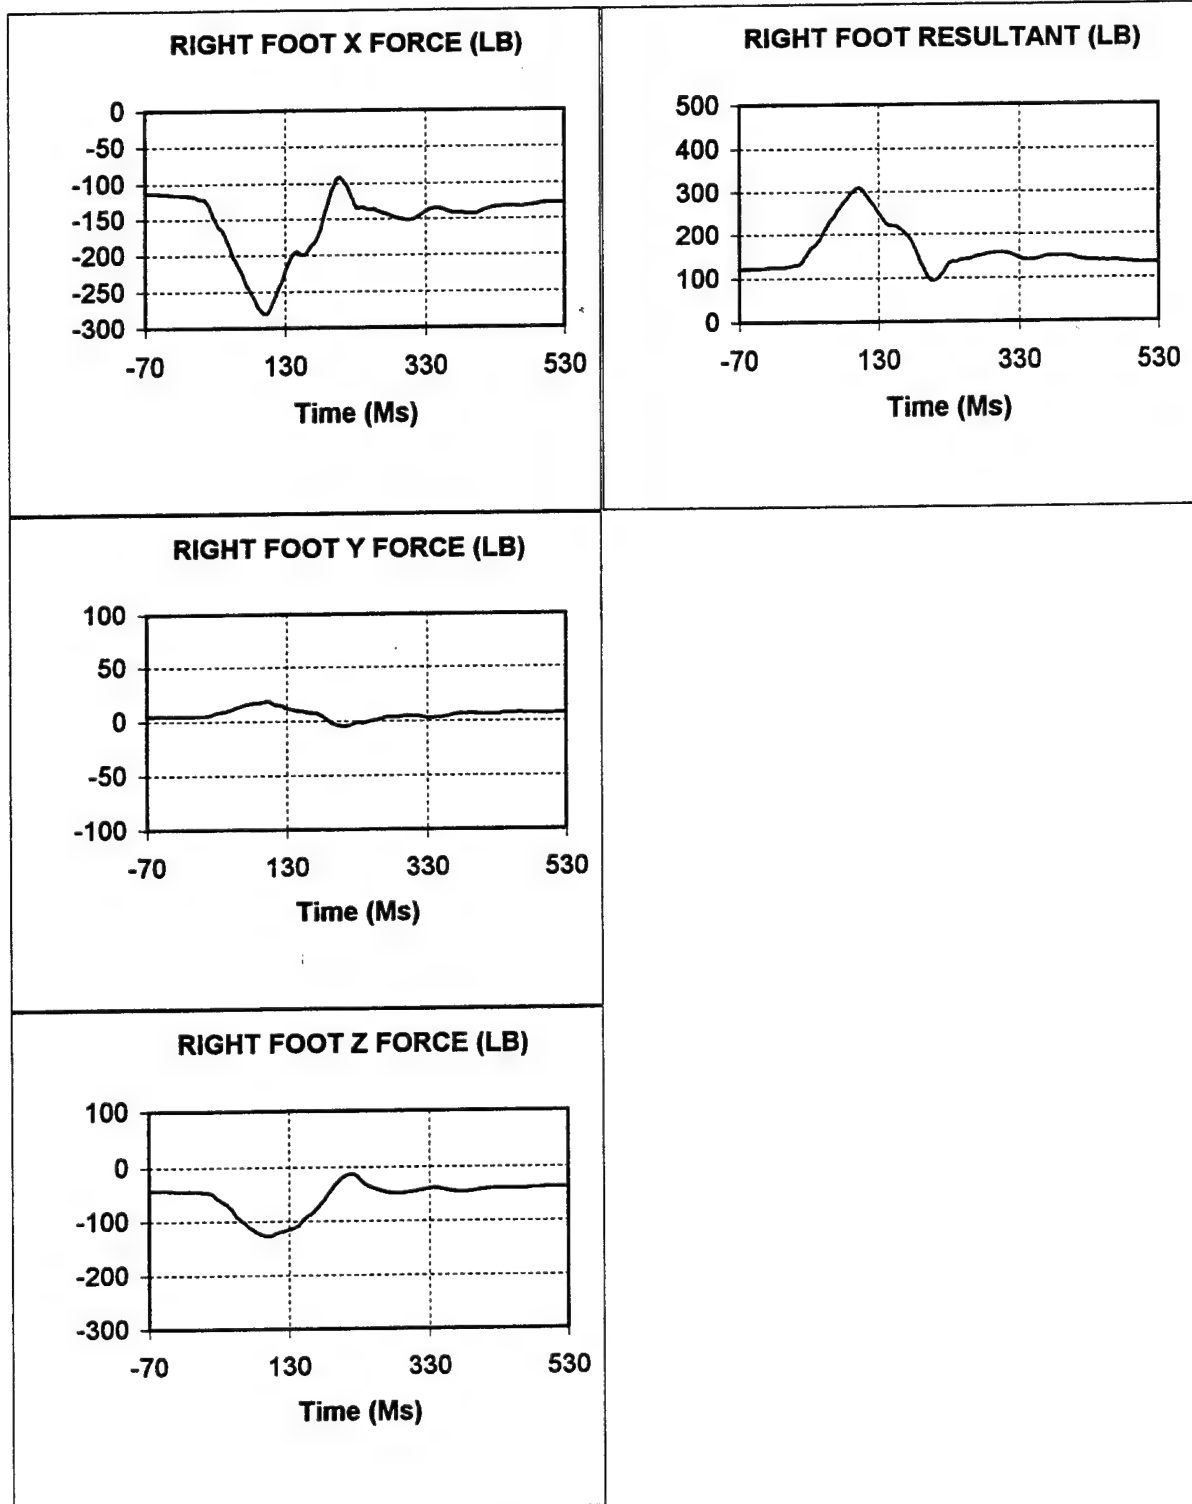 RIGHT FOOT X FORCE (LB)
0
-50
-100
-150
-200
-250
-300
-70 130 330 530
Time (Ms)
RIGHT FOOT RESULTANT (LB)
500
400
300
200
100
0
-70 130 330 530
Time (Ms)
RIGHT FOOT Y FORCE (LB)
100
50
0
-50
-100
-70 130 330 530
Time (Ms)
RIGHT FOOT Z FORCE (LB)
100
0
-100
-200
-300
-70 130 330 530
Time (Ms)